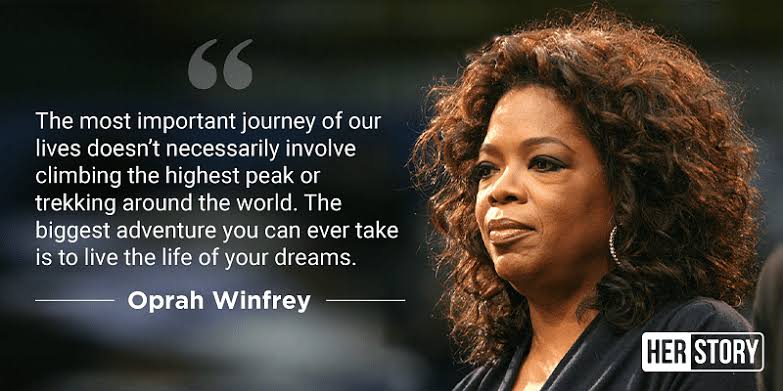 “
The most important journey of our
lives doesn’t necessarily involve
climbing the highest peak or
trekking around the world. The
biggest adventure you can ever take
is to live the life of your dreams.
Oprah Winfrey
HER STORY